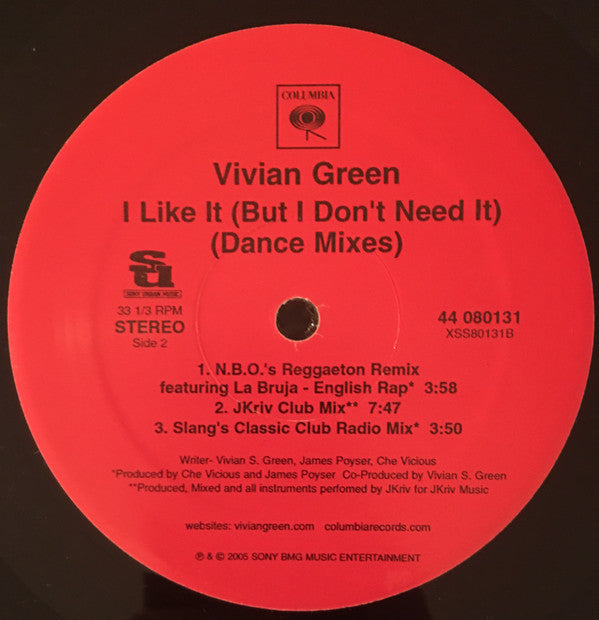 COLUMBIA
Vivian Green
I Like It (But I Don't Need It)
(Dance Mixes)
su
SONY URBAN MUSIC
33 1/3 RPM
STEREO
Side 2
44 080131
XSS80131B
1. N.B.O.'s Reggaeton Remix
featuring La Bruja - English Rap* 3:58
2. JKriv Club Mix** 7:47
3. Slang's Classic Club Radio Mix* 3:50
Writer- Vivian S. Green, James Poyser, Che Vicious
*Produced by Che Vicious and James Poyser Co-Produced by Vivian S. Green
**Produced, Mixed and all instruments perfomed by JKriv for JKriv Music
websites: viviangreen.com columbiarecords.com
℗ & © 2005 SONY BMG MUSIC ENTERTAINMENT